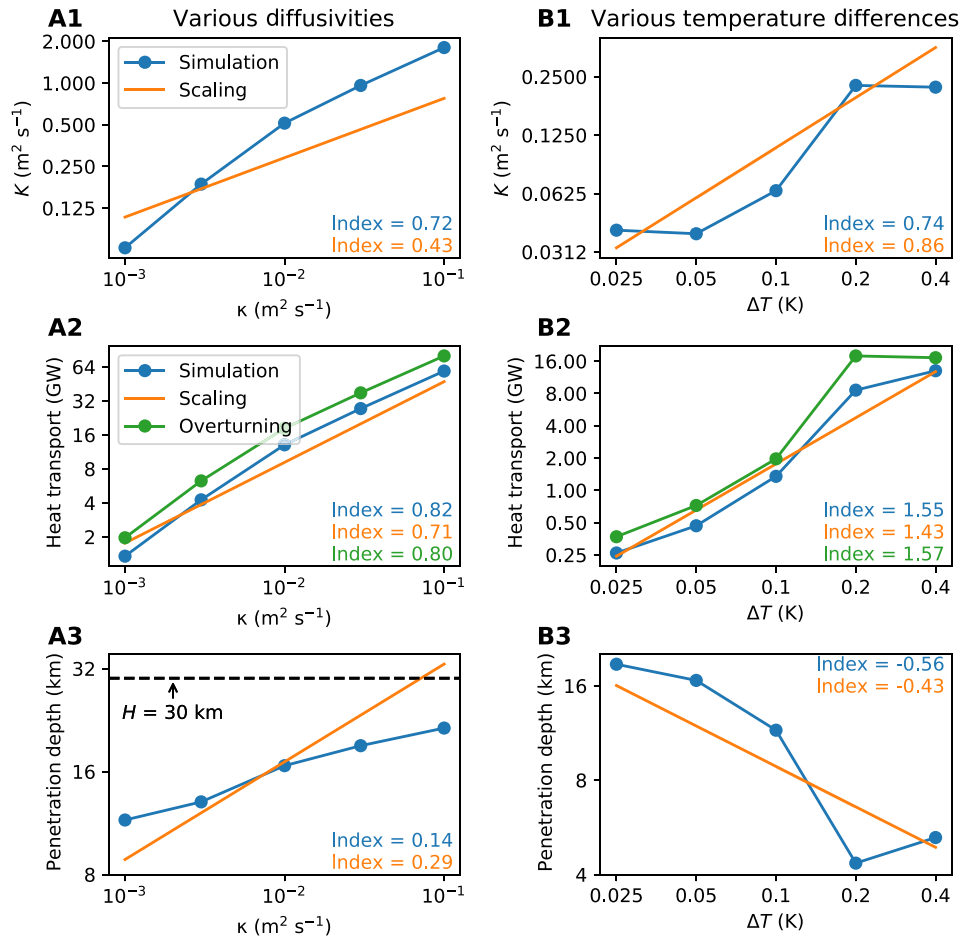 A1 Various diffusivities
2.000
1.000
0.500
0.250
0.125
K (m² s⁻¹)
Simulation
Scaling
Index = 0.72
Index = 0.43
10⁻³ 10⁻² 10⁻¹
κ (m² s⁻¹)
B1 Various temperature differences
0.2500
0.1250
0.0625
0.0312
K (m² s⁻¹)
Index = 0.74
Index = 0.86
0.025 0.05 0.1 0.2 0.4
ΔT (K)
A2
64
32
16
8
4
2
Heat transport (GW)
Simulation
Scaling
Overturning
Index = 0.82
Index = 0.71
Index = 0.80
10⁻³ 10⁻² 10⁻¹
κ (m² s⁻¹)
B2
16.00
8.00
4.00
2.00
1.00
0.50
0.25
Heat transport (GW)
Index = 1.55
Index = 1.43
Index = 1.57
0.025 0.05 0.1 0.2 0.4
ΔT (K)
A3
32
16
8
Penetration depth (km)
H = 30 km
Index = 0.14
Index = 0.29
10⁻³ 10⁻² 10⁻¹
κ (m² s⁻¹)
B3
16
8
4
Penetration depth (km)
Index = -0.56
Index = -0.43
0.025 0.05 0.1 0.2 0.4
ΔT (K)